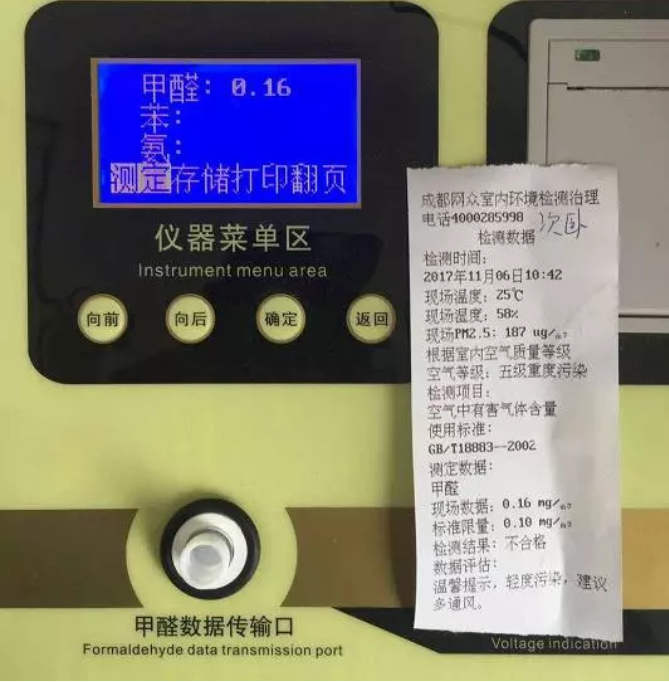 甲醛：0.16
苯：
氨：
测定存储打印翻页
仪器菜单区
Instrument menu area
向前
向后
确定
返回
成都网众室内环境检测治理
电话4000285998
次卧
检测数据
检测时间：
2017年11月06日10:42
现场温度：25℃
现场湿度：58%
现场PM2.5：187 ug/m3
根据室内空气质量等级
空气等级：五级重度污染
检测项目：
空气中有害气体含量
使用标准：
GB/T18883--2002
测定数据：
甲醛
现场数据：0.16 mg/m3
标准限量：0.10 mg/m3
检测结果：不合格
数据评估：
温馨提示，轻度污染，建议
多通风。
甲醛数据传输口
Formaldehyde data transmission port
Voltage indication